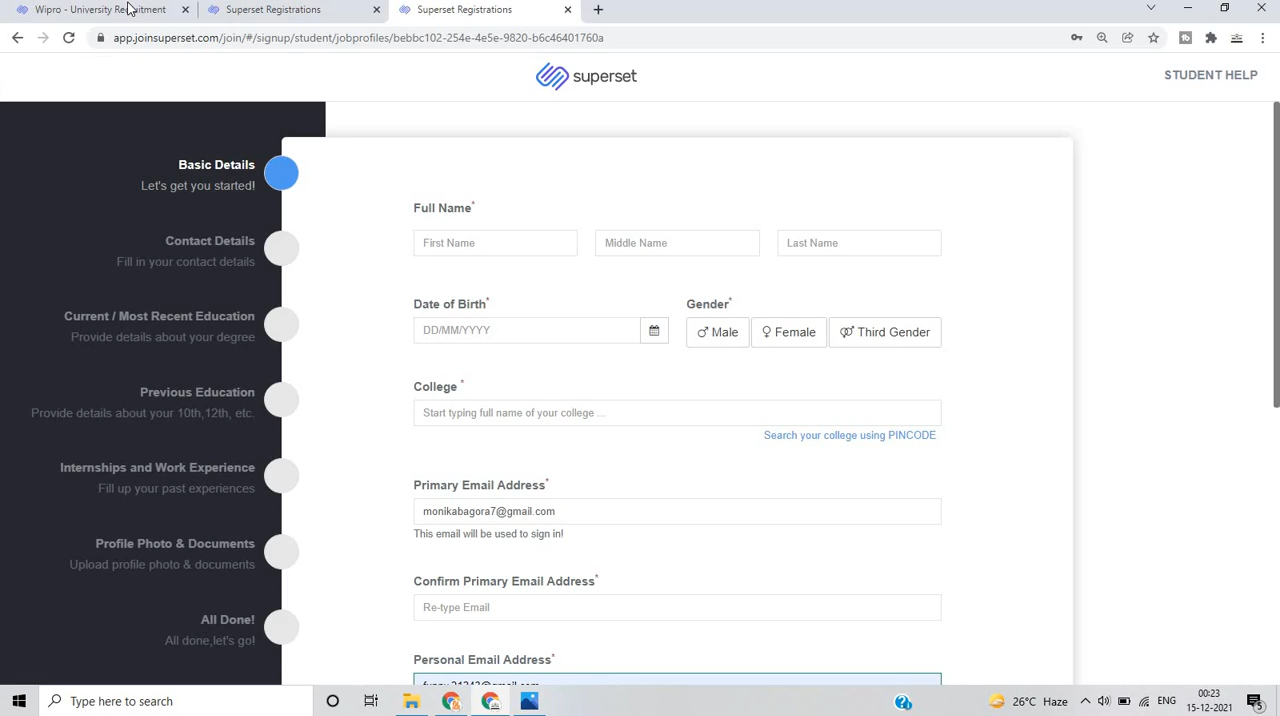 Wipro - University Recruitment
Superset Registrations
Superset Registrations
app.joinsuperset.com/join/#/signup/student/jobprofiles/bebbc102-254e-4e5e-9820-b6c46401760a
superset
STUDENT HELP
Basic Details
Let's get you started!
Contact Details
Fill in your contact details
Current / Most Recent Education
Provide details about your degree
Previous Education
Provide details about your 10th,12th, etc.
Internships and Work Experience
Fill up your past experiences
Profile Photo & Documents
Upload profile photo & documents
All Done!
All done,let's go!
Full Name*
First Name Middle Name Last Name
Date of Birth* Gender*
DD/MM/YYYY Male Female Third Gender
College *
Start typing full name of your college ...
Search your college using PINCODE
Primary Email Address*
monikabagora7@gmail.com
This email will be used to sign in!
Confirm Primary Email Address*
Re-type Email
Personal Email Address*
Type here to search
26°C Haze
ENG
00:23
15-12-2021
5